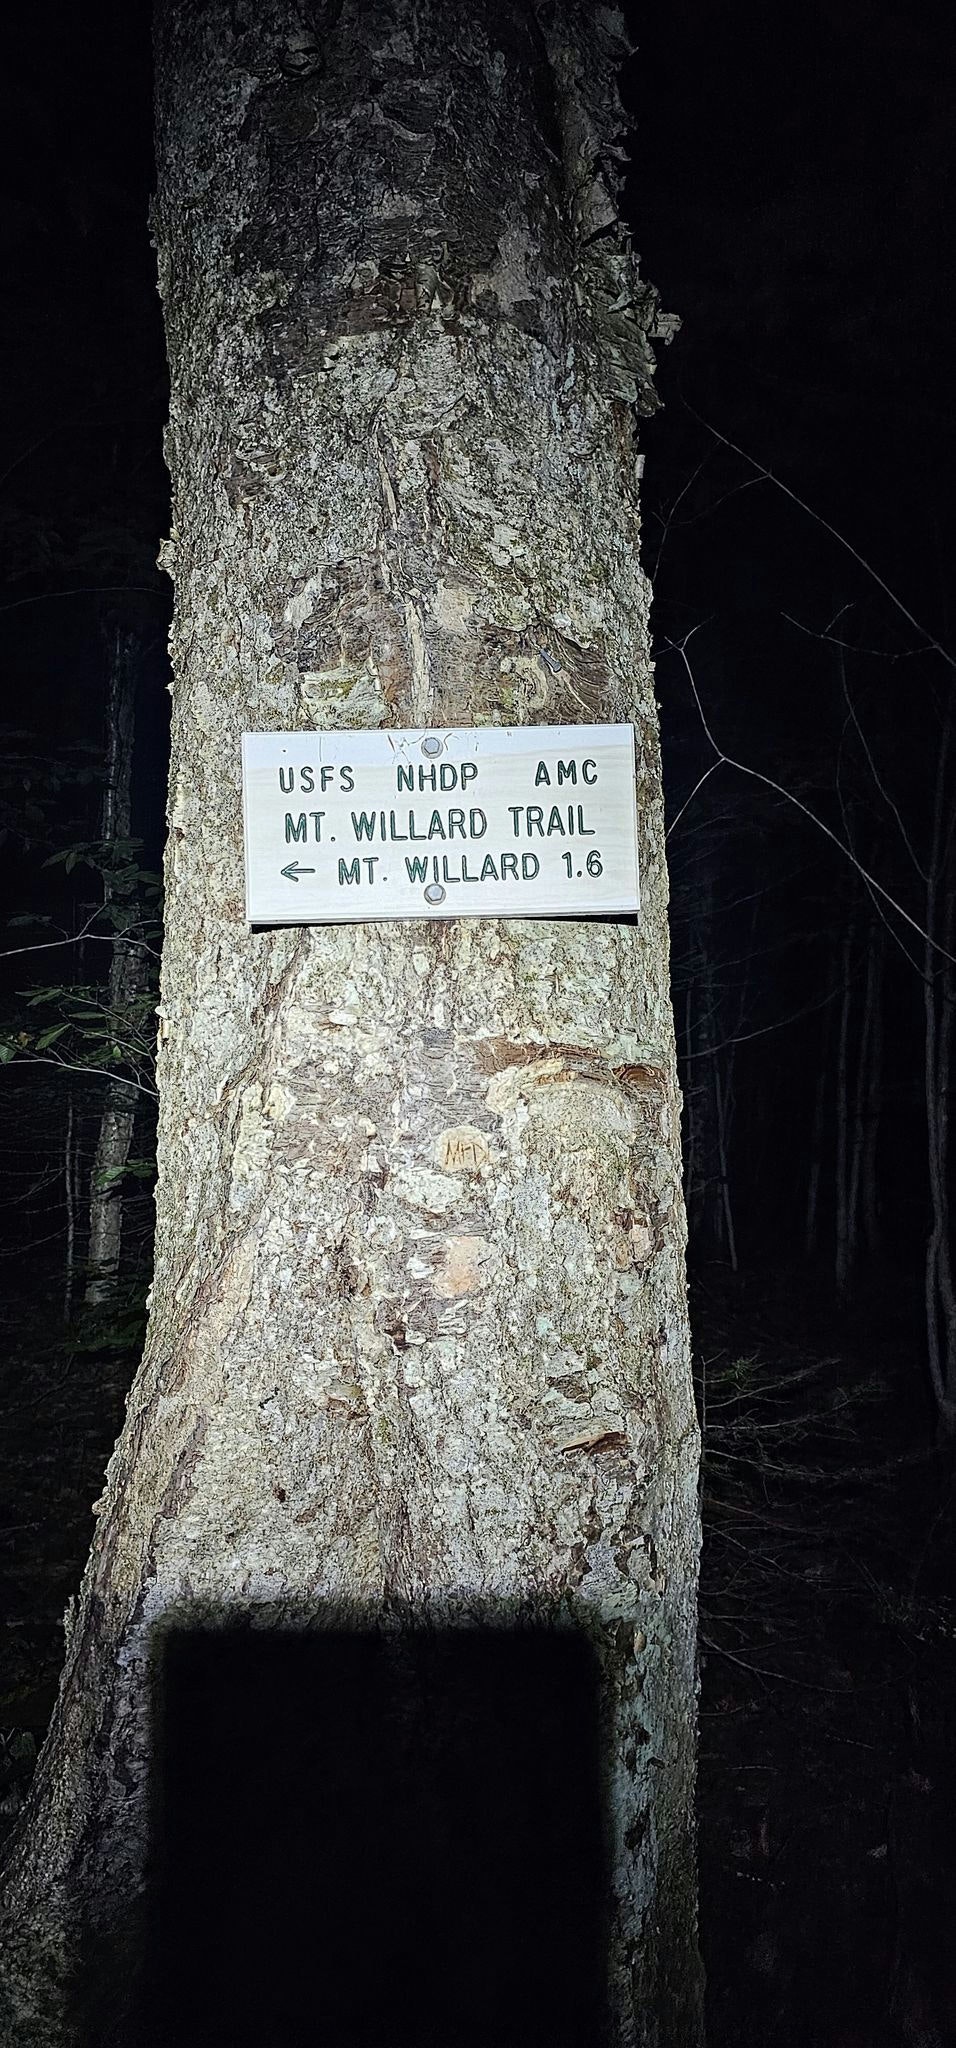 USFS NHDP AMC
MT. WILLARD TRAIL
← MT. WILLARD 1.6